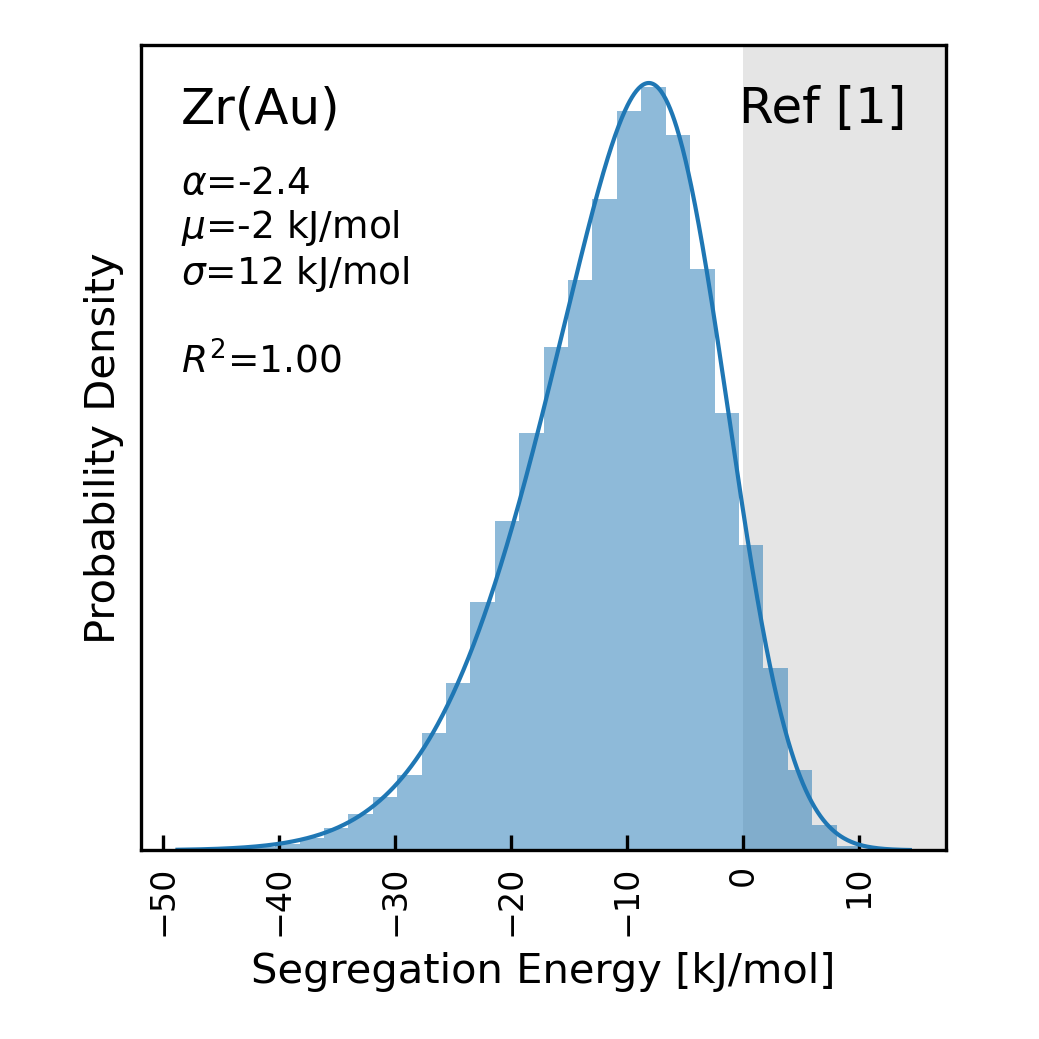 Zr(Au)
Ref [1]
α=-2.4
μ=-2 kJ/mol
σ=12 kJ/mol
R²=1.00
Probability Density
−50 −40 −30 −20 −10 0 10
Segregation Energy [kJ/mol]